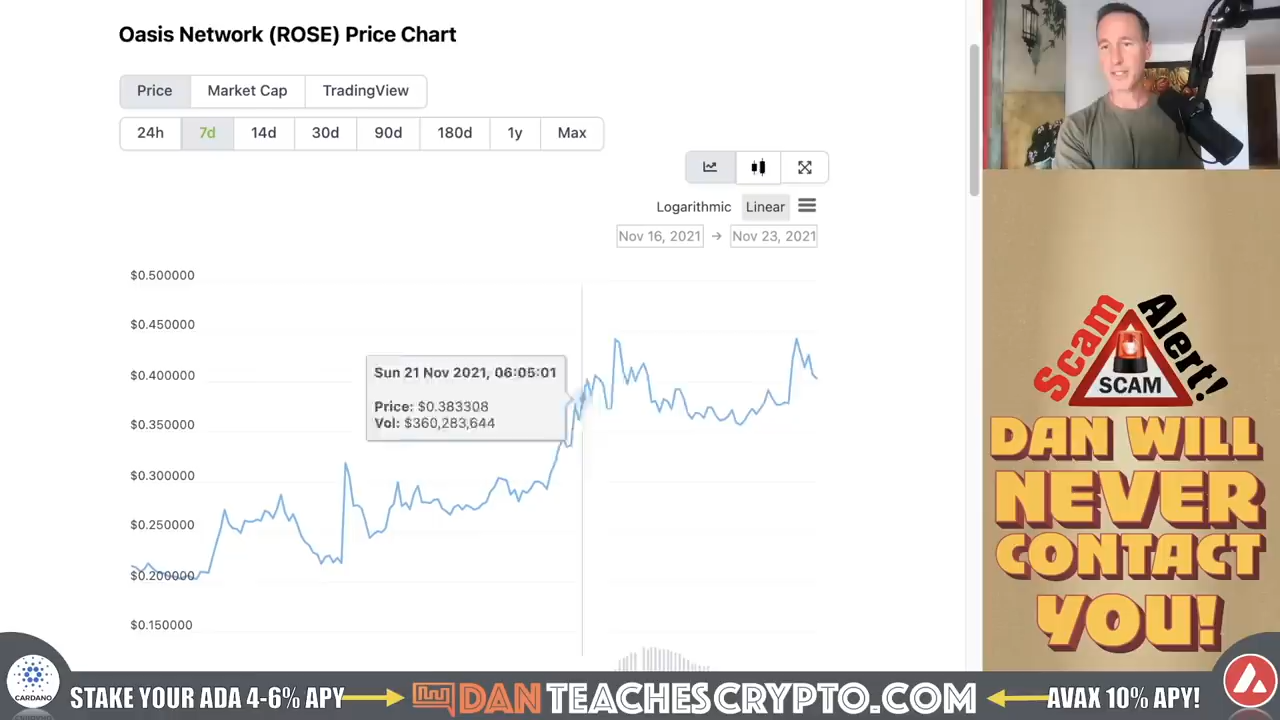 Oasis Network (ROSE) Price Chart
Price
Market Cap
TradingView
24h
7d
14d
30d
90d
180d
1y
Max
Logarithmic
Linear
Nov 16, 2021
→
Nov 23, 2021
$0.500000
$0.450000
$0.400000
$0.350000
$0.300000
$0.250000
$0.200000
$0.150000
Sun 21 Nov 2021, 06:05:01
Price: $0.383308
Vol: $360,283,644
Scam Alert!
SCAM
DAN WILL
NEVER
CONTACT
YOU!
CARDANO
STAKE YOUR ADA 4-6% APY
DANTEACHESCRYPTO.COM
AVAX 10% APY!